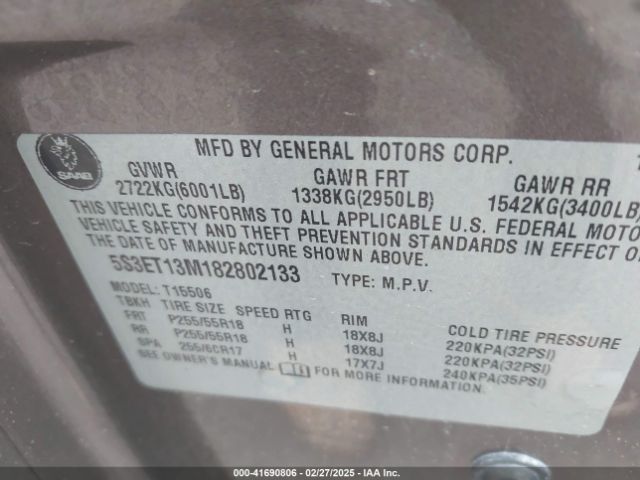 SAAB
MFD BY GENERAL MOTORS CORP.
GVWR GAWR FRT GAWR RR
2722KG(6001LB) 1338KG(2950LB) 1542KG(3400LB
THIS VEHICLE CONFORMS TO ALL APPLICABLE U.S. FEDERAL MOTO
VEHICLE SAFETY AND THEFT PREVENTION STANDARDS IN EFFECT O
THE DATE OF MANUFACTURE SHOWN ABOVE.
5S3ET13M182802133 TYPE: M.P.V.
MODEL: T15506
TBKH TIRE SIZE SPEED RTG RIM COLD TIRE PRESSURE
FRT P255/55R18 H 18X8J 220KPA(32PSI)
RR P255/55R18 H 18X8J 220KPA(32PSI)
SPA 255/6CR17 H 17X7J 240KPA(35PSI)
SEE OWNER'S MANUAL FOR MORE INFORMATION.
000-41690806 - 02/27/2025 - IAA Inc.